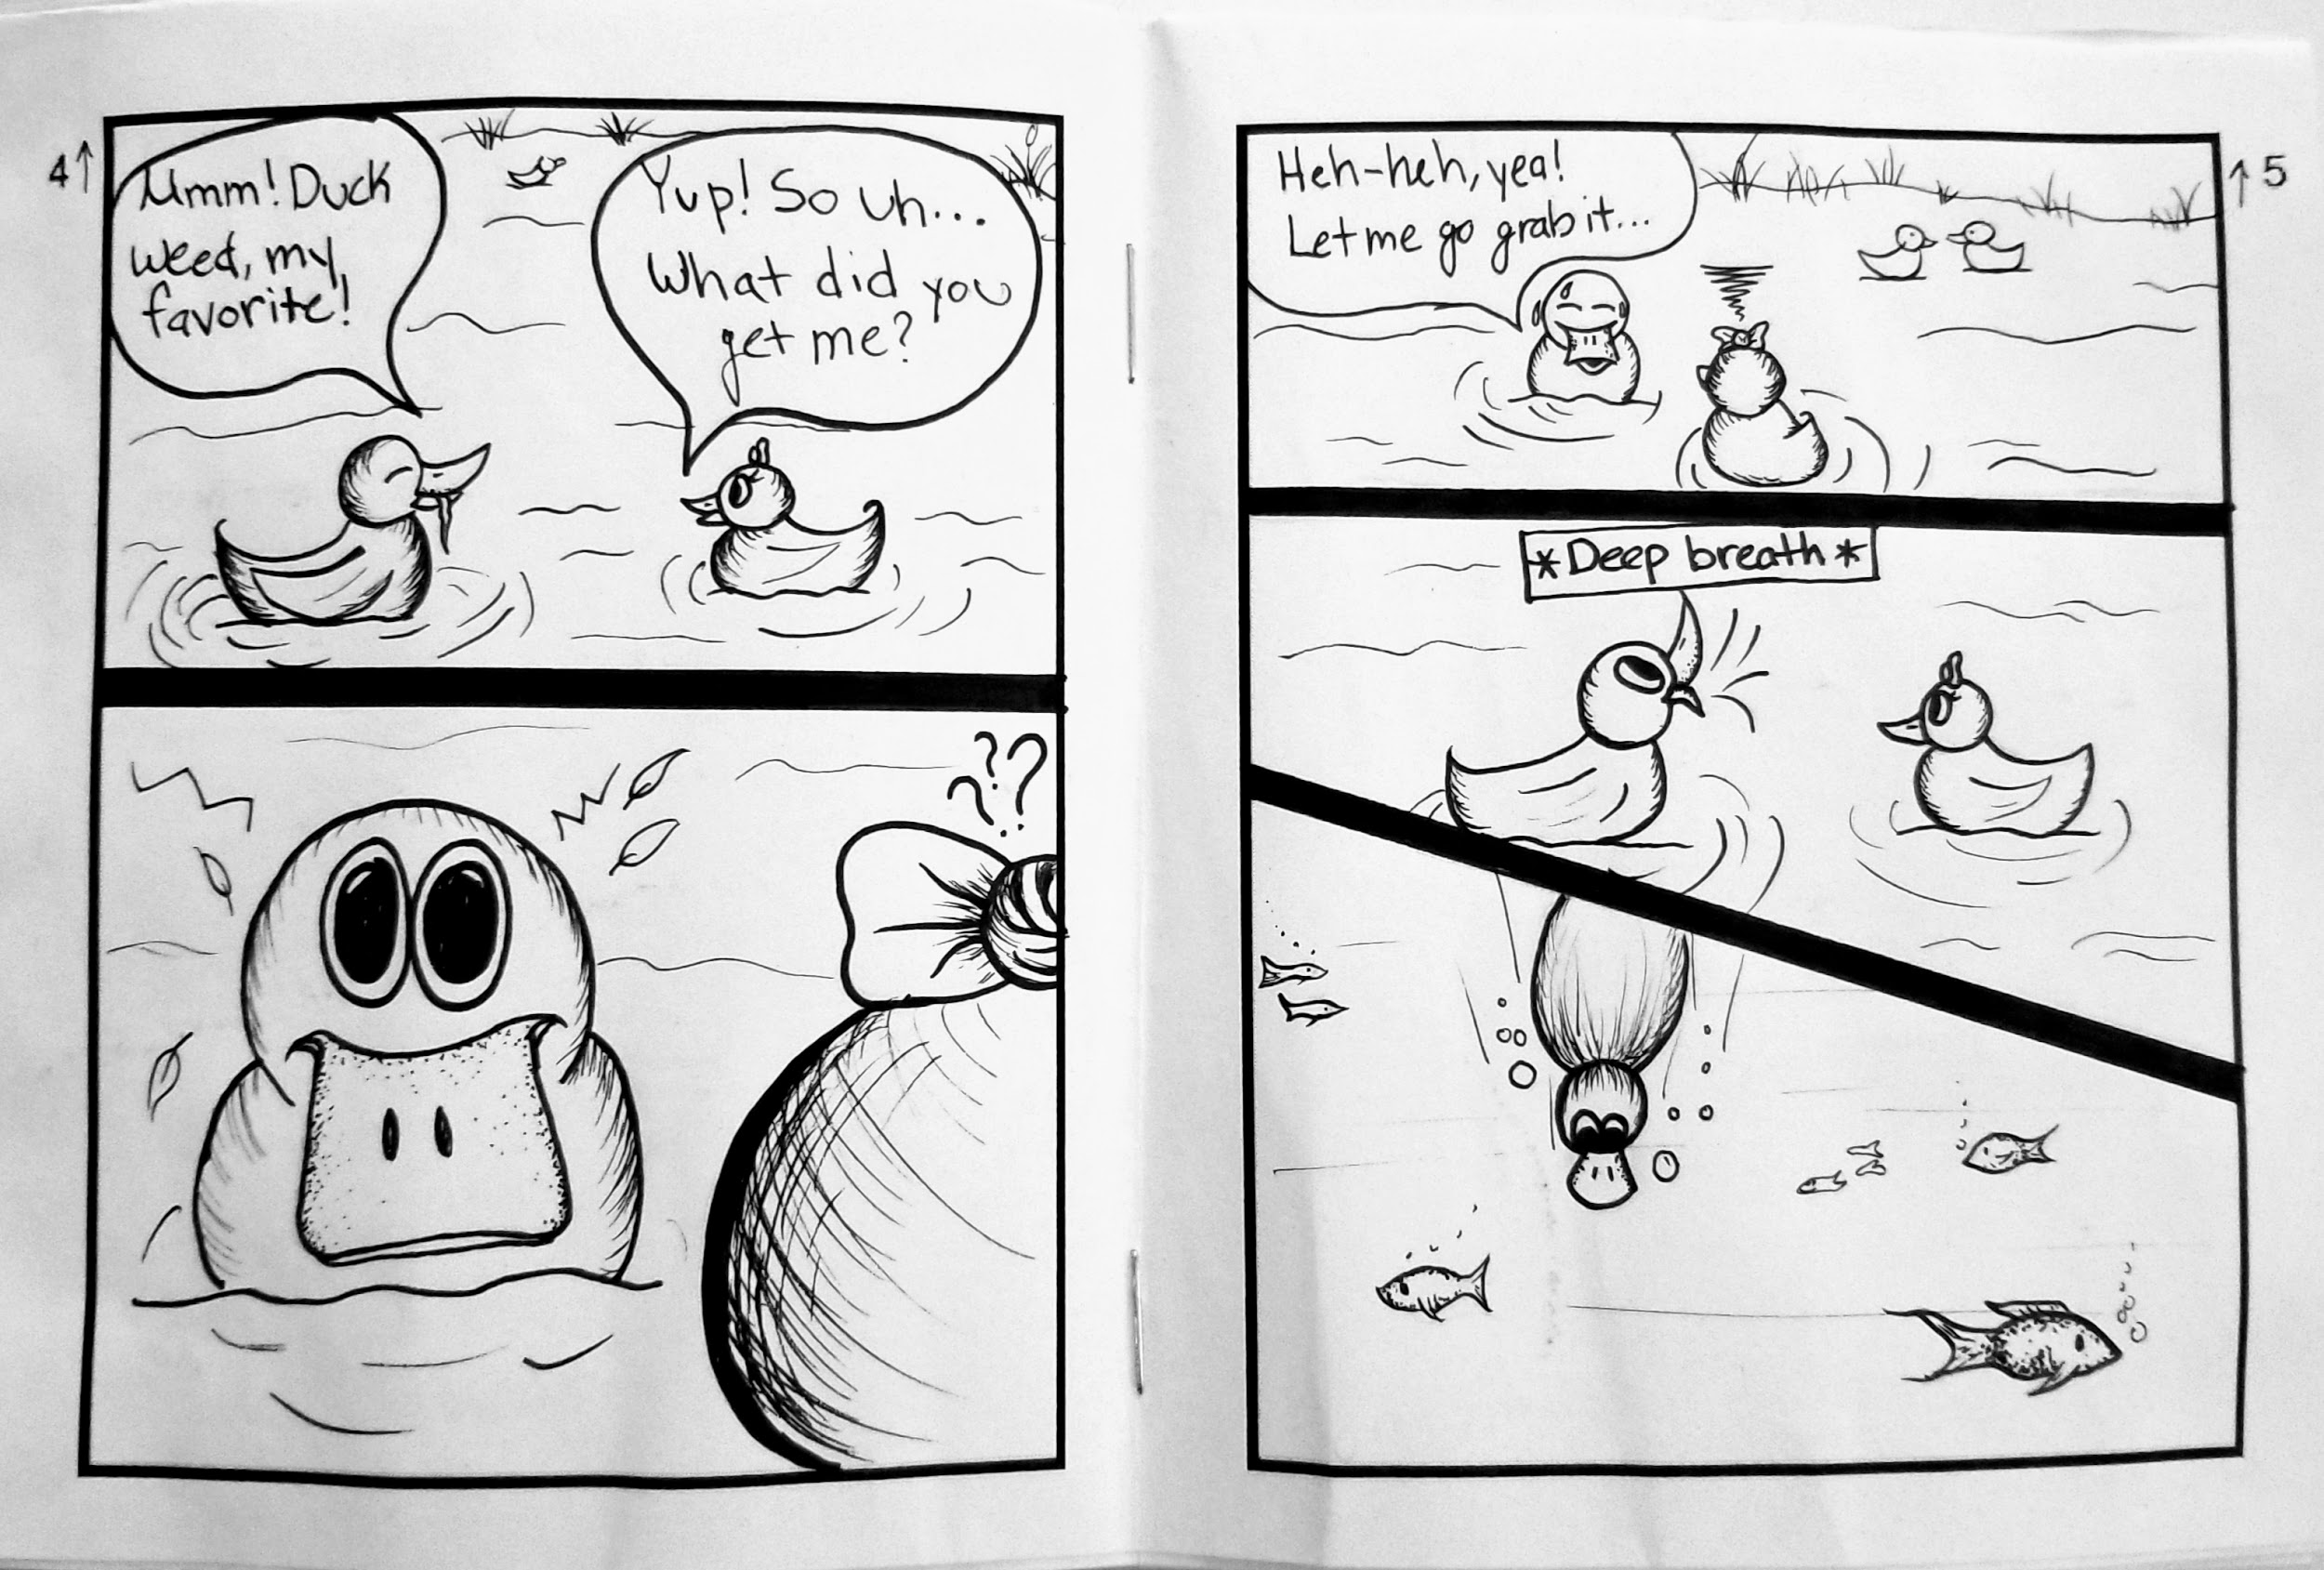 4↑
Mmm! Duck
weed, my
favorite!
Yup! So uh...
What did you
get me?
???
↑5
Heh-heh, yea!
Let me go grab it...
*Deep breath*